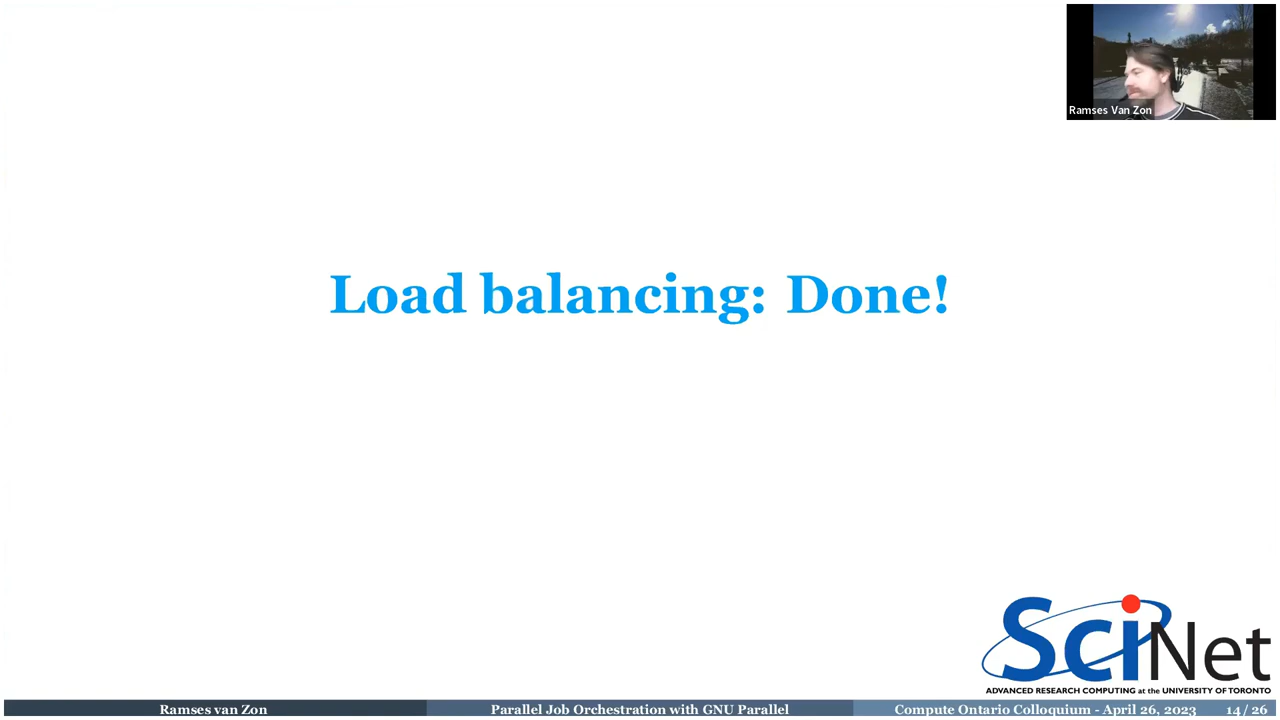 Ramses Van Zon
Load balancing: Done!
SciNet
ADVANCED RESEARCH COMPUTING at the UNIVERSITY OF TORONTO
Ramses van Zon
Parallel Job Orchestration with GNU Parallel
Compute Ontario Colloquium - April 26, 2023
14 / 26